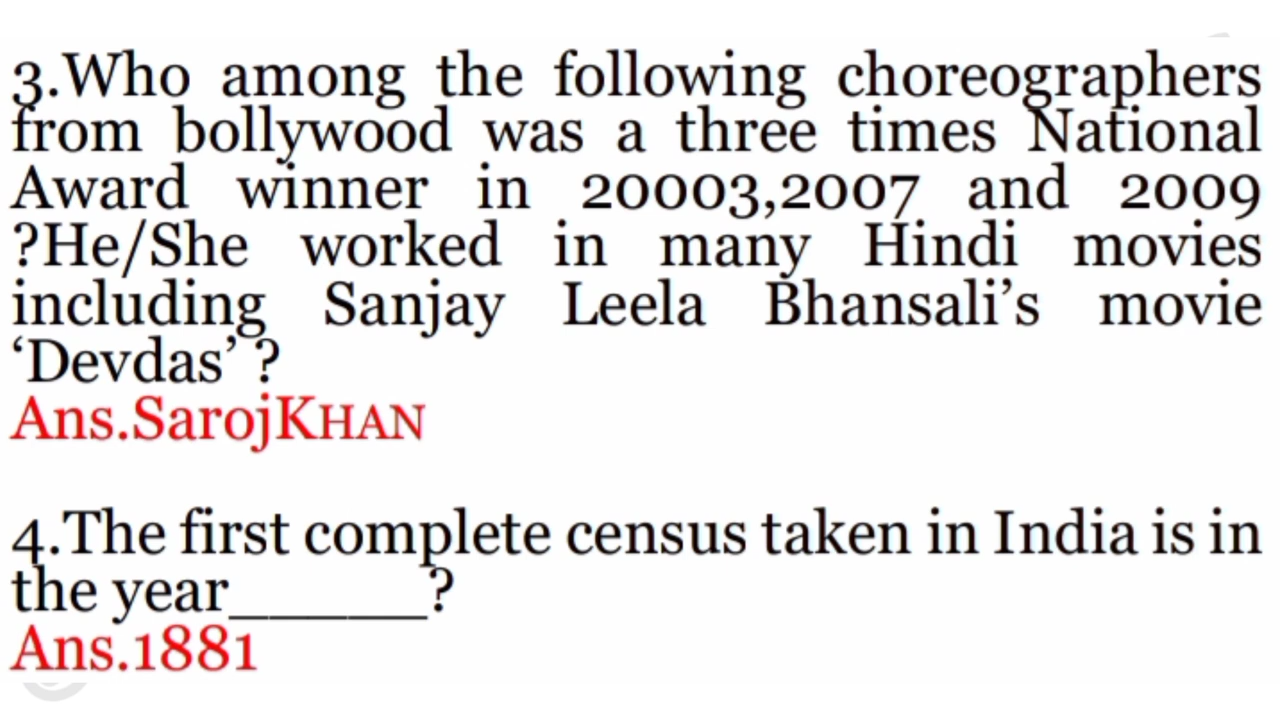 3.Who among the following choreographers
from bollywood was a three times National
Award winner in 20003,2007 and 2009
?He/She worked in many Hindi movies
including Sanjay Leela Bhansali’s movie
‘Devdas’ ?
Ans.SarojKHAN
4.The first complete census taken in India is in
the year_____?
Ans.1881